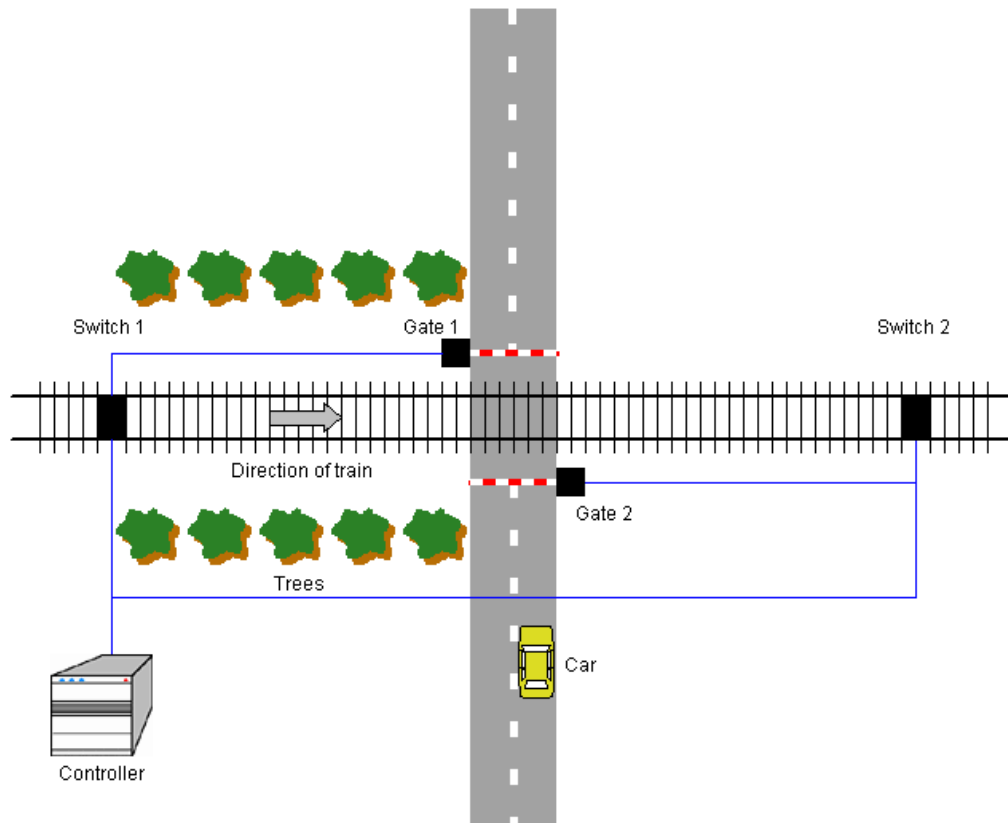 Switch 1
Gate 1
Switch 2
Direction of train
Gate 2
Trees
Car
Controller